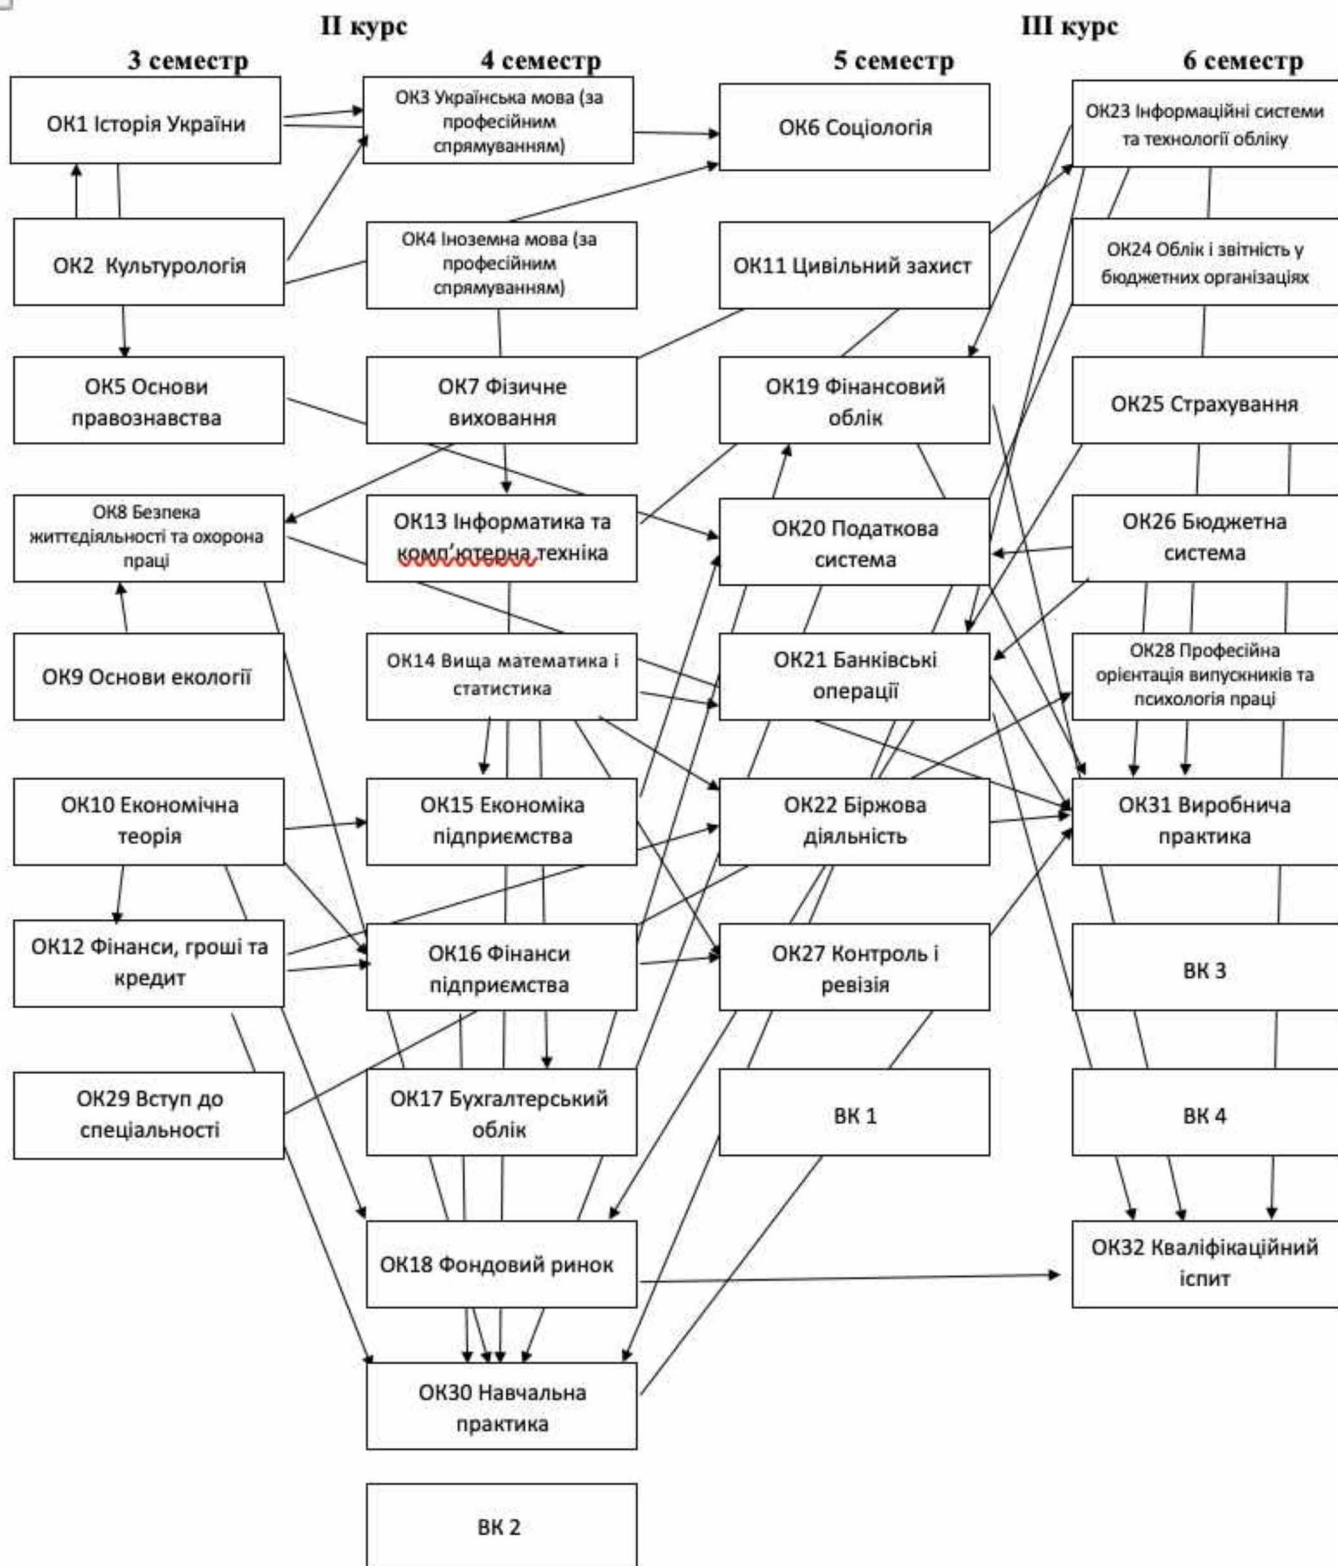 II курс
III курс
3 семестр
4 семестр
5 семестр
6 семестр
ОК1 Історія України
ОК3 Українська мова (за
професійним
спрямуванням)
ОК6 Соціологія
ОК23 Інформаційні системи
та технології обліку
ОК2 Культурологія
ОК4 Іноземна мова (за
професійним
спрямуванням)
ОК11 Цивільний захист
ОК24 Облік і звітність у
бюджетних організаціях
ОК5 Основи
правознавства
ОК7 Фізичне
виховання
ОК19 Фінансовий
облік
ОК25 Страхування
ОК8 Безпека
життєдіяльності та охорона
праці
ОК13 Інформатика та
комп’ютерна техніка
ОК20 Податкова
система
ОК26 Бюджетна
система
ОК9 Основи екології
ОК14 Вища математика і
статистика
ОК21 Банківські
операції
ОК28 Професійна
орієнтація випускників та
психологія праці
ОК10 Економічна
теорія
ОК15 Економіка
підприємства
ОК22 Біржова
діяльність
ОК31 Виробнича
практика
ОК12 Фінанси, гроші та
кредит
ОК16 Фінанси
підприємства
ОК27 Контроль і
ревізія
ВК 3
ОК29 Вступ до
спеціальності
ОК17 Бухгалтерський
облік
ВК 1
ВК 4
ОК18 Фондовий ринок
ОК32 Кваліфікаційний
іспит
ОК30 Навчальна
практика
ВК 2